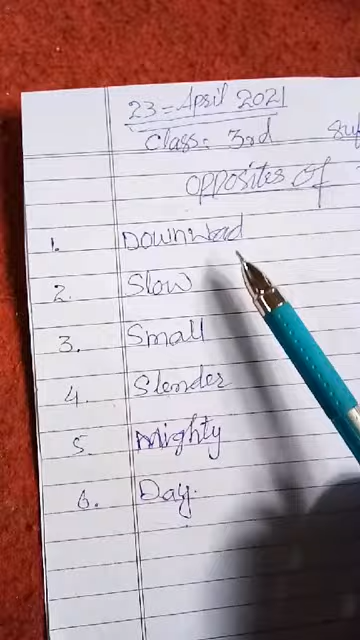 23 - April 2021
Class:- 3rd
Opposites of
1. Downward
2. Slow
3. Small
4. Slender
5. Mighty
6. Day.